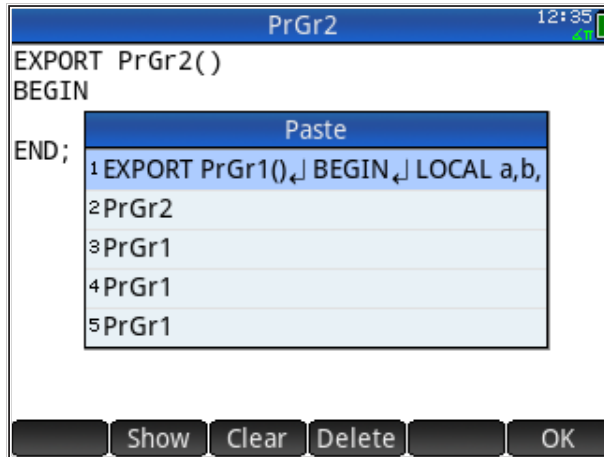 PrGr2
12:35
∡π
EXPORT PrGr2()
BEGIN
END;
Paste
1 EXPORT PrGr1()↲ BEGIN↲ LOCAL a,b,
2 PrGr2
3 PrGr1
4 PrGr1
5 PrGr1
Show Clear Delete OK